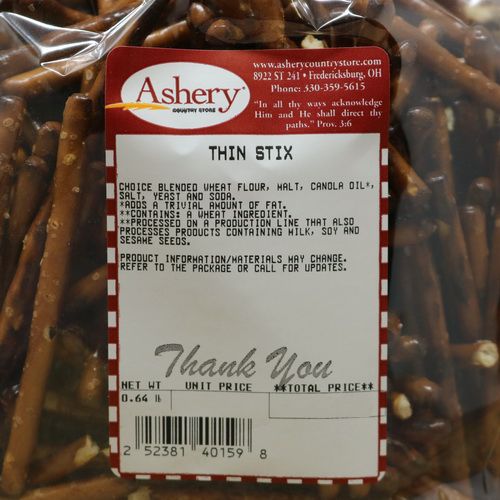 www.asherycountrystore.com
8922 ST 241 • Fredericksburg, OH
Phone: 330-359-5615
"In all thy ways acknowledge
Him and He shall direct thy
paths." Prov. 3:6
Ashery
COUNTRY STORE
THIN STIX
CHOICE BLENDED WHEAT FLOUR, MALT, CANOLA OIL*,
SALT, YEAST AND SODA.
*ADDS A TRIVIAL AMOUNT OF FAT.
**CONTAINS: A WHEAT INGREDIENT.
**PROCESSED ON A PRODUCTION LINE THAT ALSO
PROCESSES PRODUCTS CONTAINING MILK, SOY AND
SESAME SEEDS.
PRODUCT INFORMATION/MATERIALS MAY CHANGE.
REFER TO THE PACKAGE OR CALL FOR UPDATES.
Thank You
NET WT UNIT PRICE **TOTAL PRICE**
0.64 lb
2 52381 40159 8